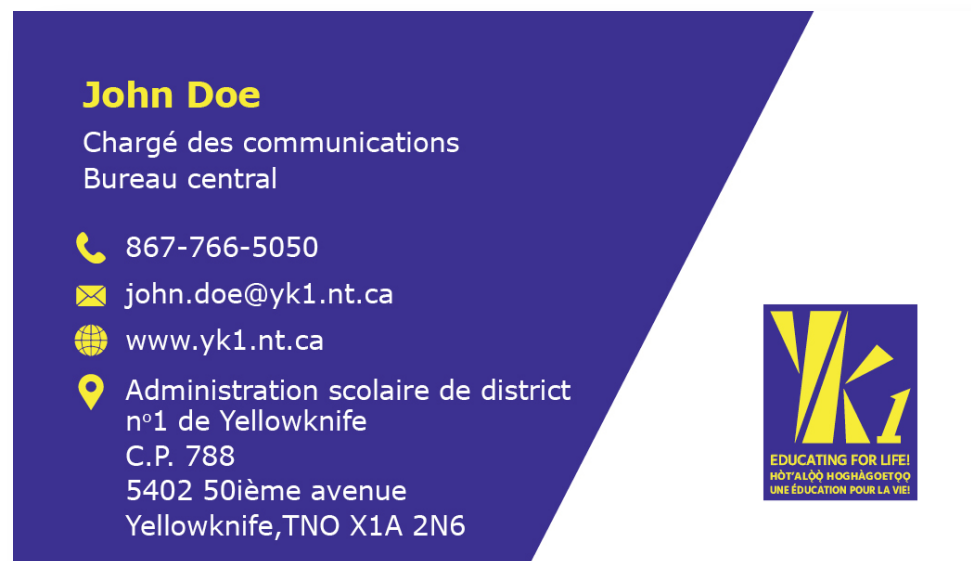 John Doe
Chargé des communications
Bureau central
867-766-5050
john.doe@yk1.nt.ca
www.yk1.nt.ca
Administration scolaire de district
nº1 de Yellowknife
C.P. 788
5402 50ième avenue
Yellowknife,TNO X1A 2N6
YK1
EDUCATING FOR LIFE!
HÒT'ALǪ̀Ǫ̀ HOGHÀGOETǪǪ
UNE ÉDUCATION POUR LA VIE!